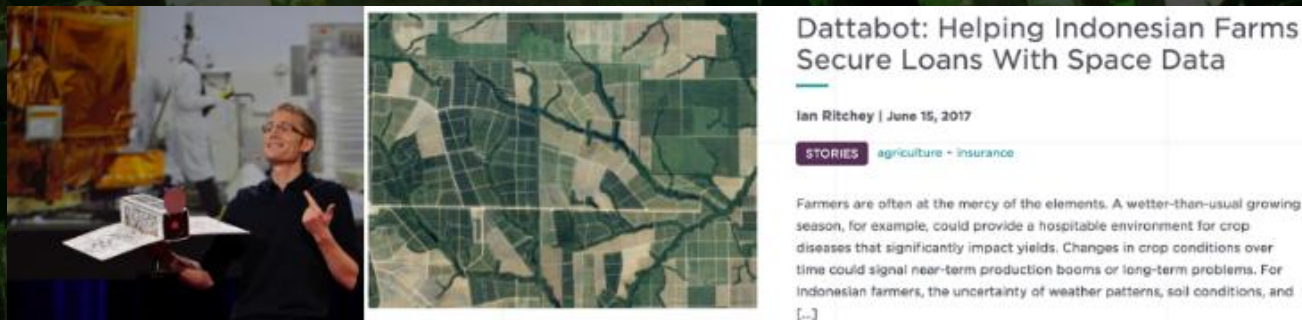 Dattabot: Helping Indonesian Farms
Secure Loans With Space Data
Ian Ritchey | June 15, 2017
STORIES agriculture - insurance
Farmers are often at the mercy of the elements. A wetter-than-usual growing
season, for example, could provide a hospitable environment for crop
diseases that significantly impact yields. Changes in crop conditions over
time could signal near-term production booms or long-term problems. For
Indonesian farmers, the uncertainty of weather patterns, soil conditions, and
[...]